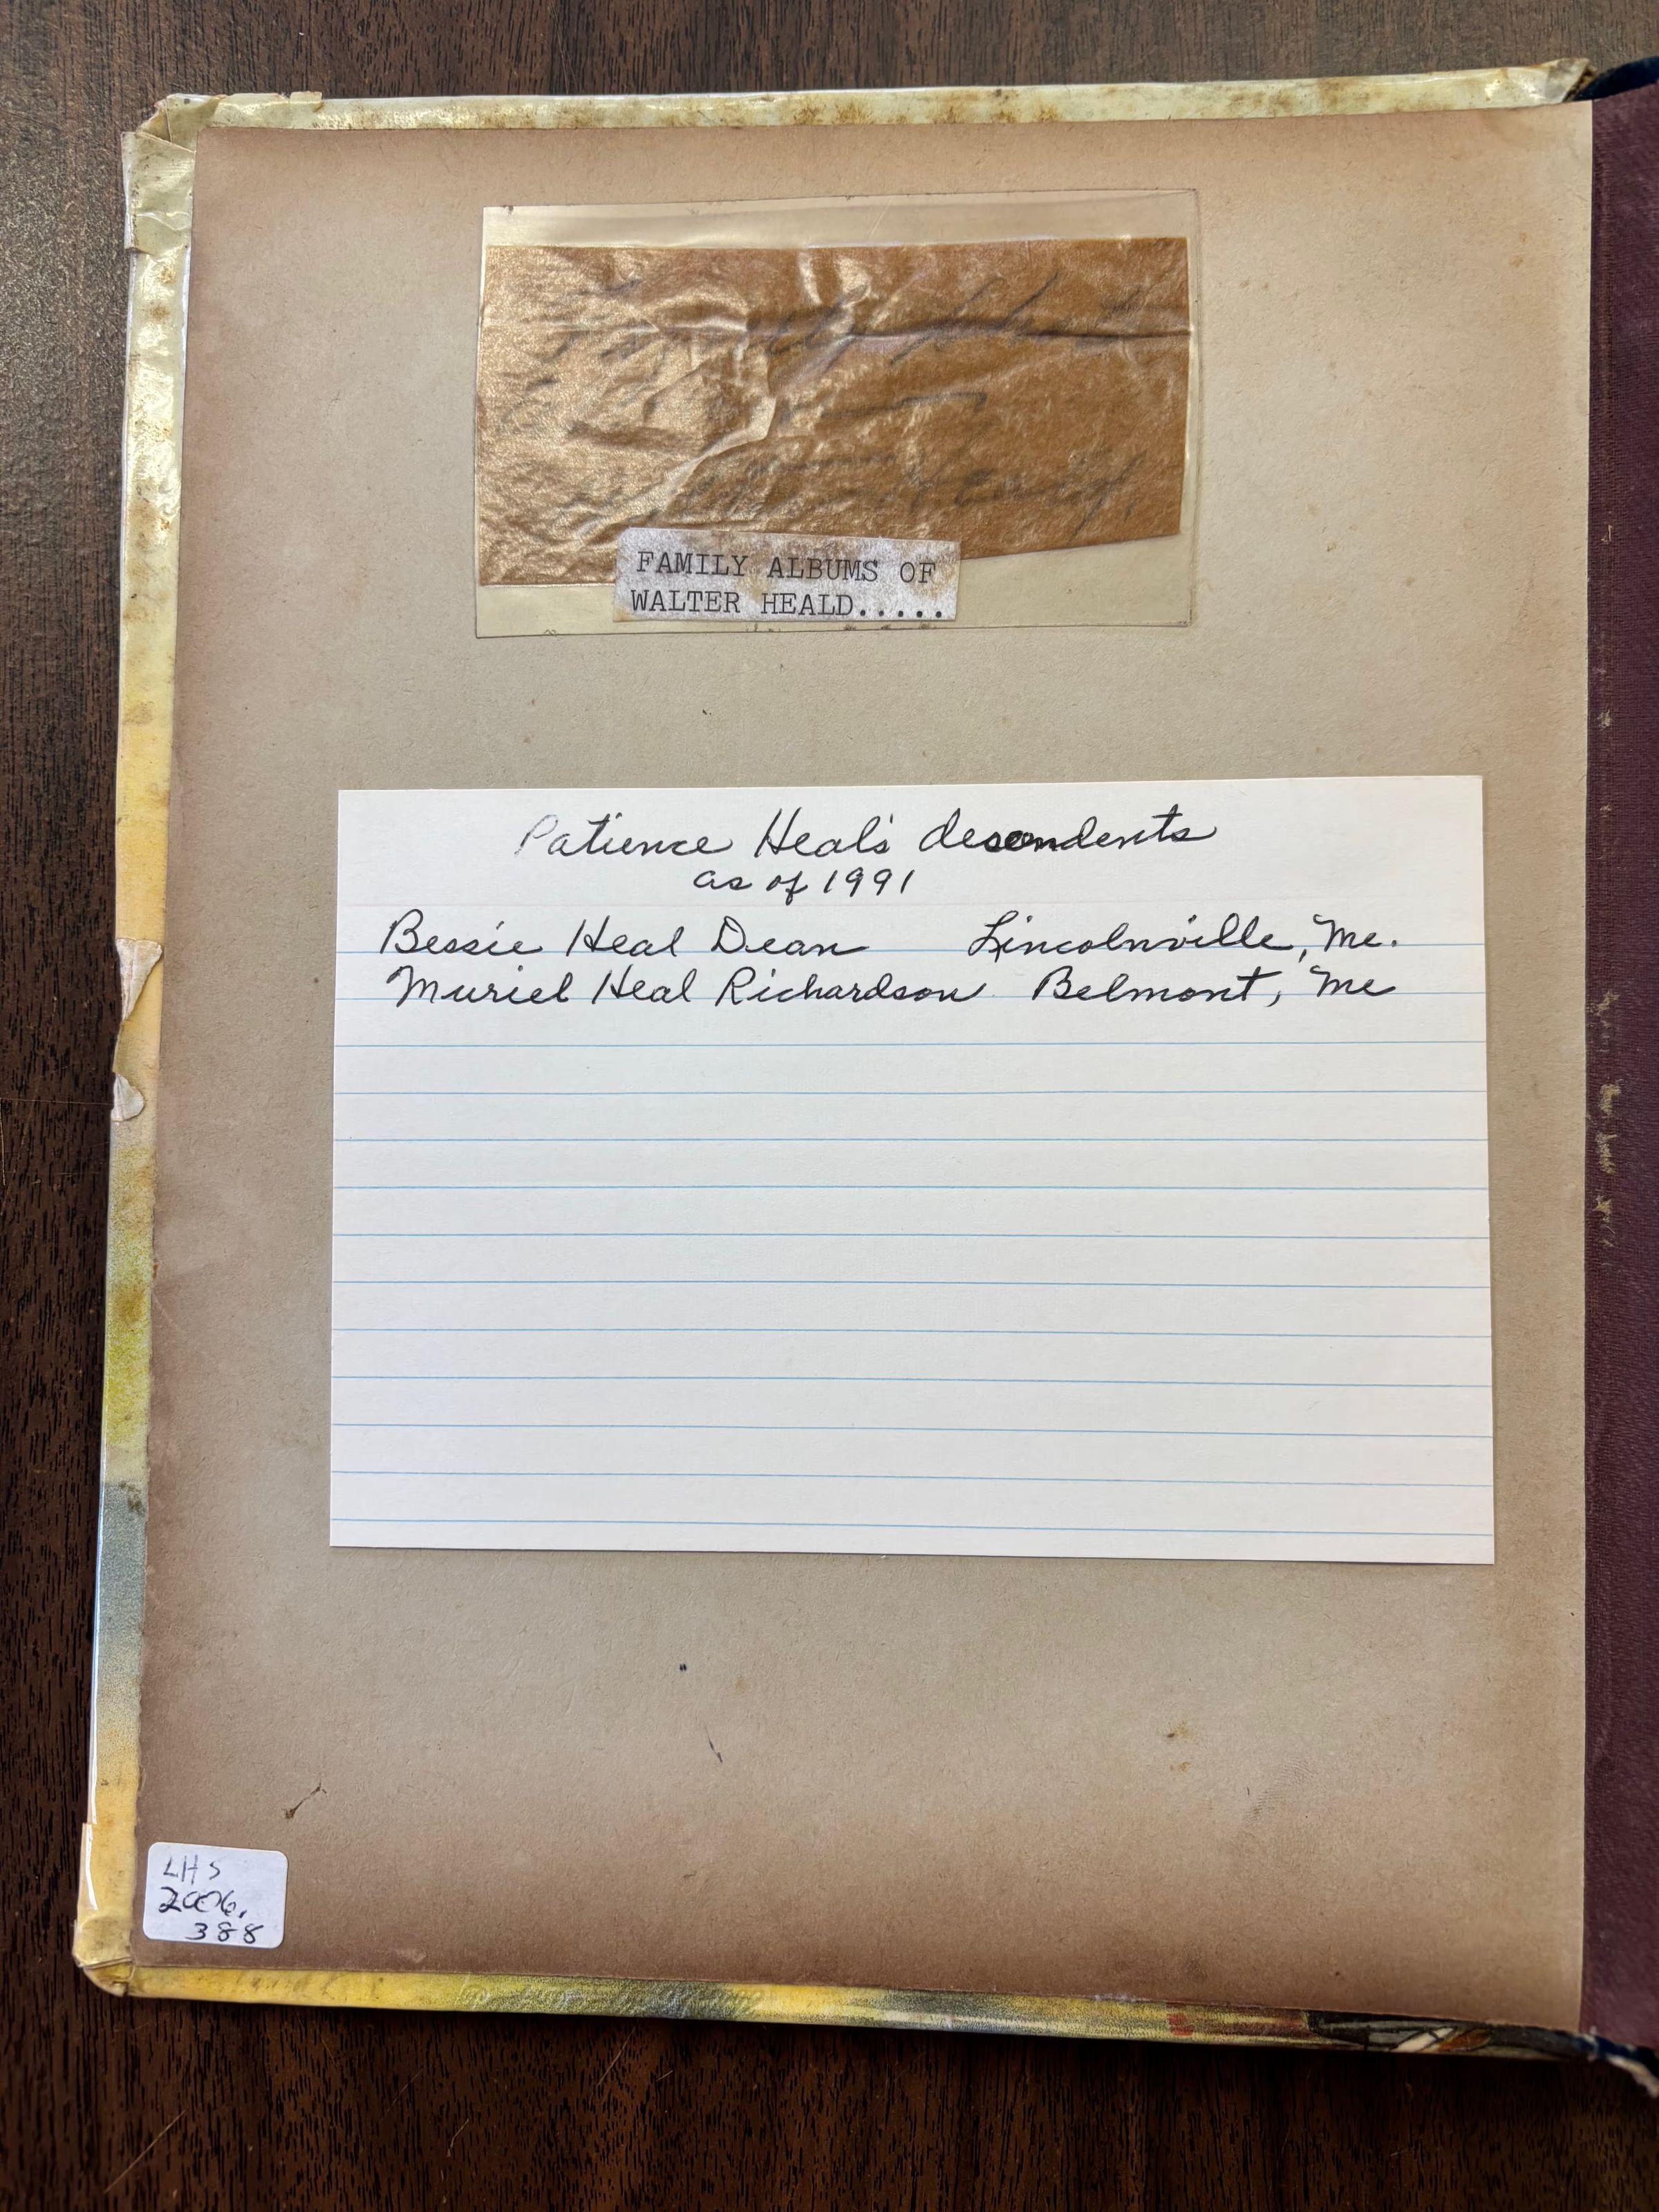 FAMILY ALBUMS OF
WALTER HEALD.....
Patience Heal's descendents
as of 1991
Bessie Heal Dean Lincolnville, Me.
Muriel Heal Richardson Belmont, Me
LHS
2006.
388